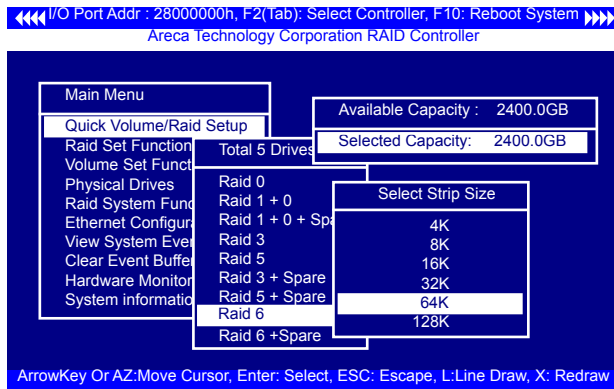 I/O Port Addr : 28000000h, F2(Tab): Select Controller, F10: Reboot System
Areca Technology Corporation RAID Controller
Main Menu
Quick Volume/Raid Setup
Raid Set Function
Volume Set Funct
Physical Drives
Raid System Func
Ethernet Configura
View System Even
Clear Event Buffer
Hardware Monitor
System informatio
Total 5 Drives
Raid 0
Raid 1 + 0
Raid 1 + 0 + Spa
Raid 3
Raid 5
Raid 3 + Spare
Raid 5 + Spare
Raid 6
Raid 6 +Spare
Available Capacity : 2400.0GB
Selected Capacity: 2400.0GB
Select Strip Size
4K
8K
16K
32K
64K
128K
ArrowKey Or AZ:Move Cursor, Enter: Select, ESC: Escape, L:Line Draw, X: Redraw